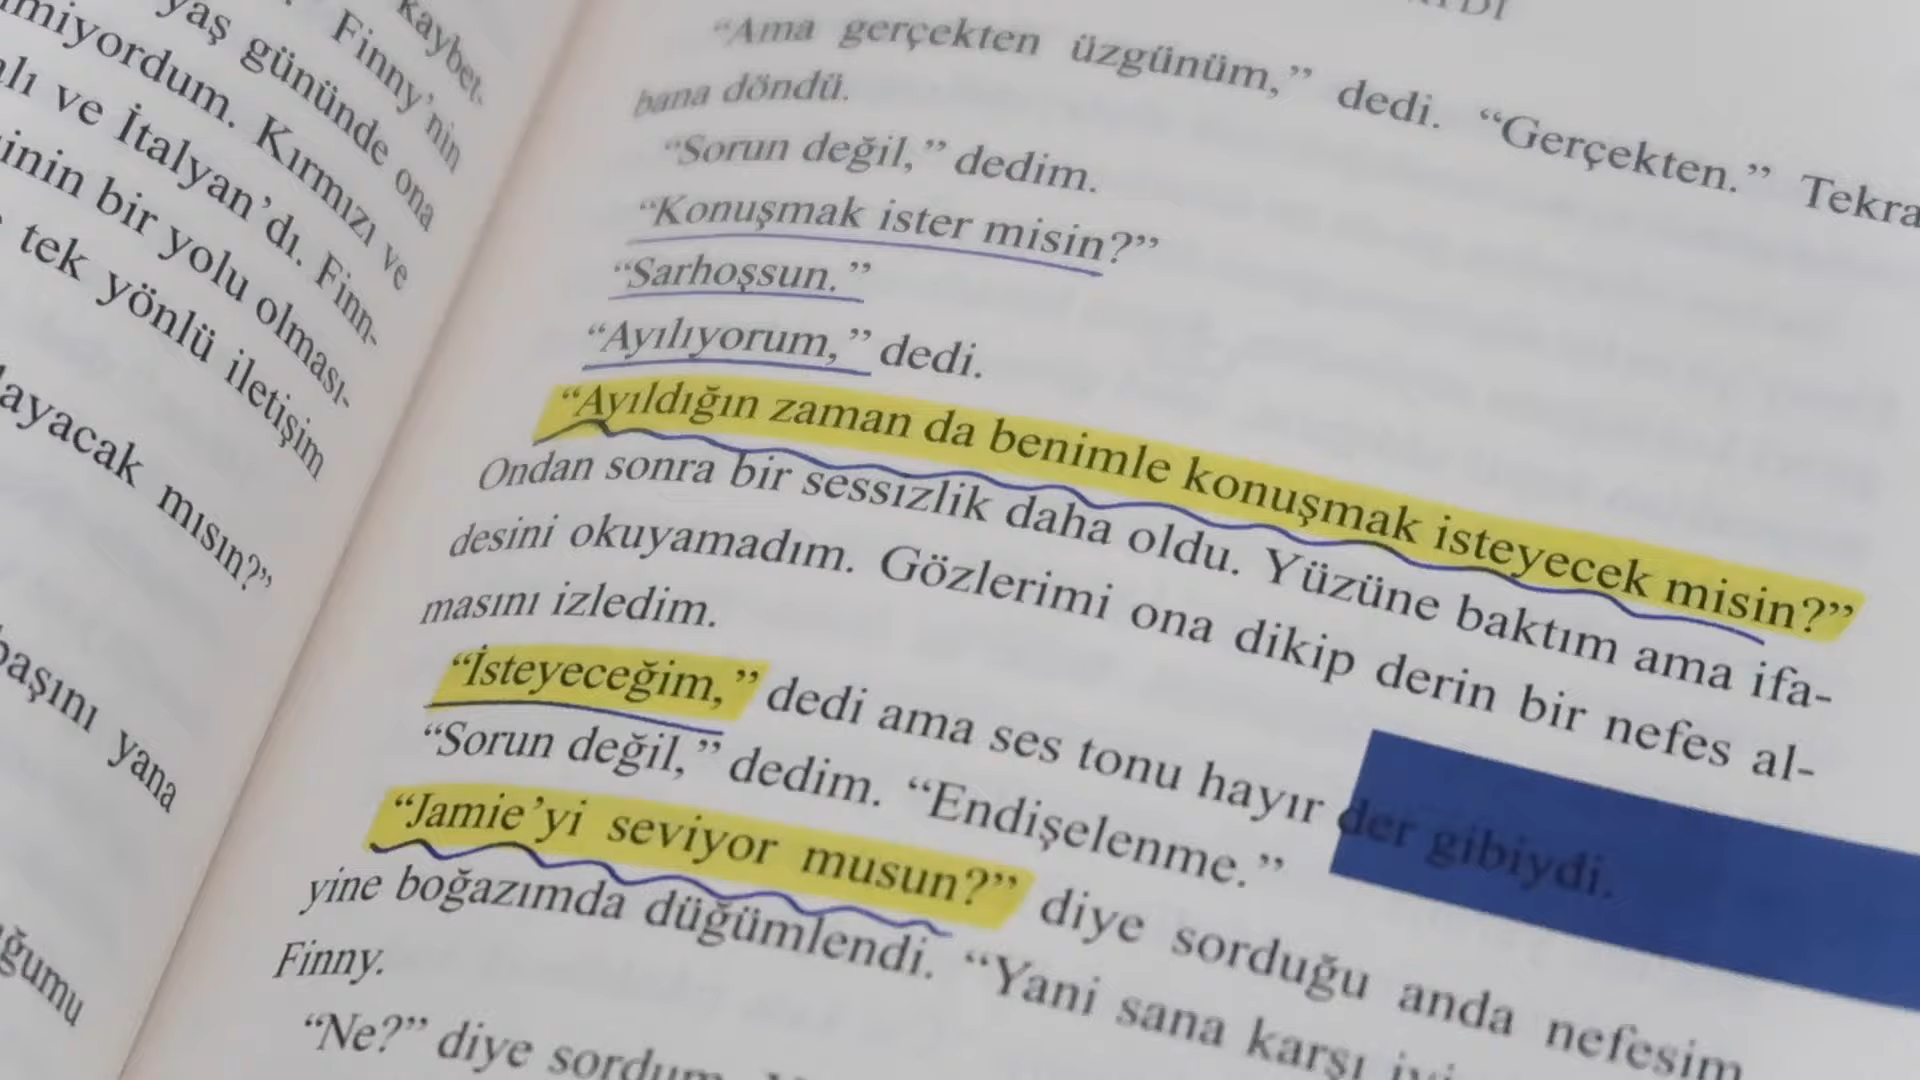 kaybet-
Finny'nin
yaş gününde ona
miyordum. Kırmızı ve
ve İtalyan'dı. Finn-
bir yolu olması-
tek yönlü iletişim
mısın?"
başını yana
"Ama gerçekten üzgünüm," dedi. "Gerçekten." Tekra
bana döndü.
"Sorun değil," dedim.
"Konuşmak ister misin?"
"Sarhoşsun."
"Ayılıyorum," dedi.
"Ayıldığın zaman da benimle konuşmak isteyecek misin?"
Ondan sonra bir sessizlik daha oldu. Yüzüne baktım ama ifa-
desini okuyamadım. Gözlerimi ona dikip derin bir nefes al-
masını izledim.
"İsteyeceğim," dedi ama ses tonu hayır der gibiydi.
"Sorun değil," dedim. "Endişelenme."
"Jamie'yi seviyor musun?" diye sorduğu anda nefesim
yine boğazımda düğümlendi. "Yani sana karşı
Finny.
"Ne?" diye sordum.